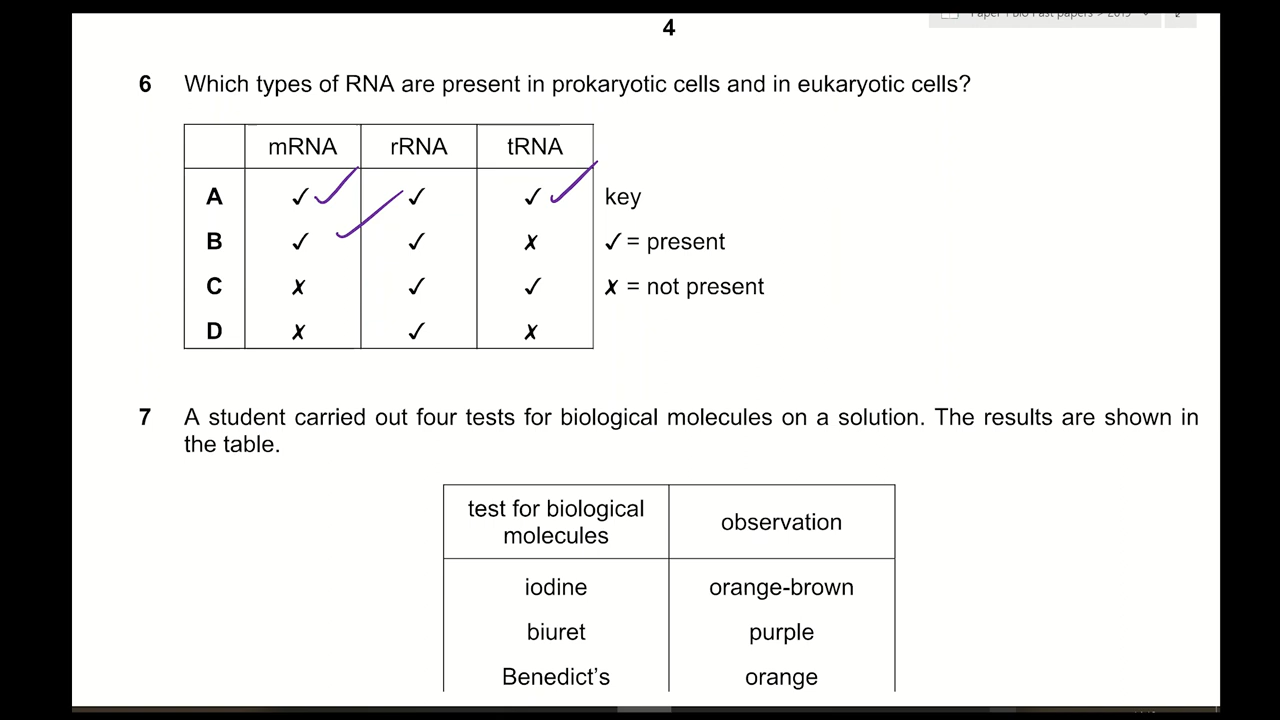 4
6 Which types of RNA are present in prokaryotic cells and in eukaryotic cells?
mRNA rRNA tRNA
A ✓ ✓ ✓ key
B ✓ ✓ ✗ ✓ = present
C ✗ ✓ ✓ ✗ = not present
D ✗ ✓ ✗
7 A student carried out four tests for biological molecules on a solution. The results are shown in
the table.
test for biological
molecules
observation
iodine orange-brown
biuret purple
Benedict's orange